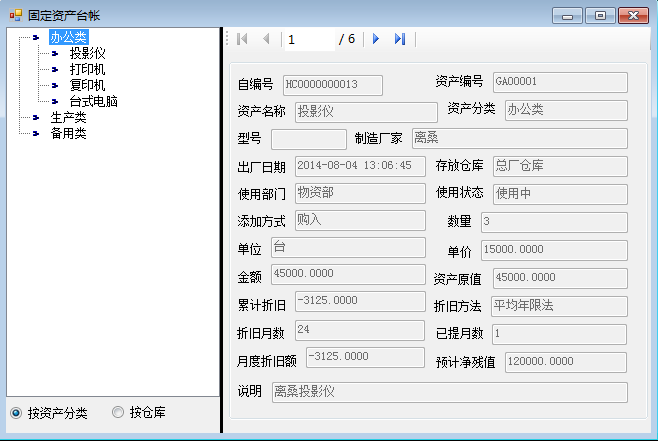 固定资产台帐
办公类
投影仪
打印机
复印机
台式电脑
生产类
备用类
按资产分类 按仓库
1 / 6
自编号 HC0000000013 资产编号 GA00001
资产名称 投影仪 资产分类 办公类
型号 制造厂家 离桑
出厂日期 2014-08-04 13:06:45 存放仓库 总厂仓库
使用部门 物资部 使用状态 使用中
添加方式 购入 数量 3
单位 台 单价 15000.0000
金额 45000.0000 资产原值 45000.0000
累计折旧 -3125.0000 折旧方法 平均年限法
折旧月数 24 已提月数 1
月度折旧额 -3125.0000 预计净残值 120000.0000
说明 离桑投影仪